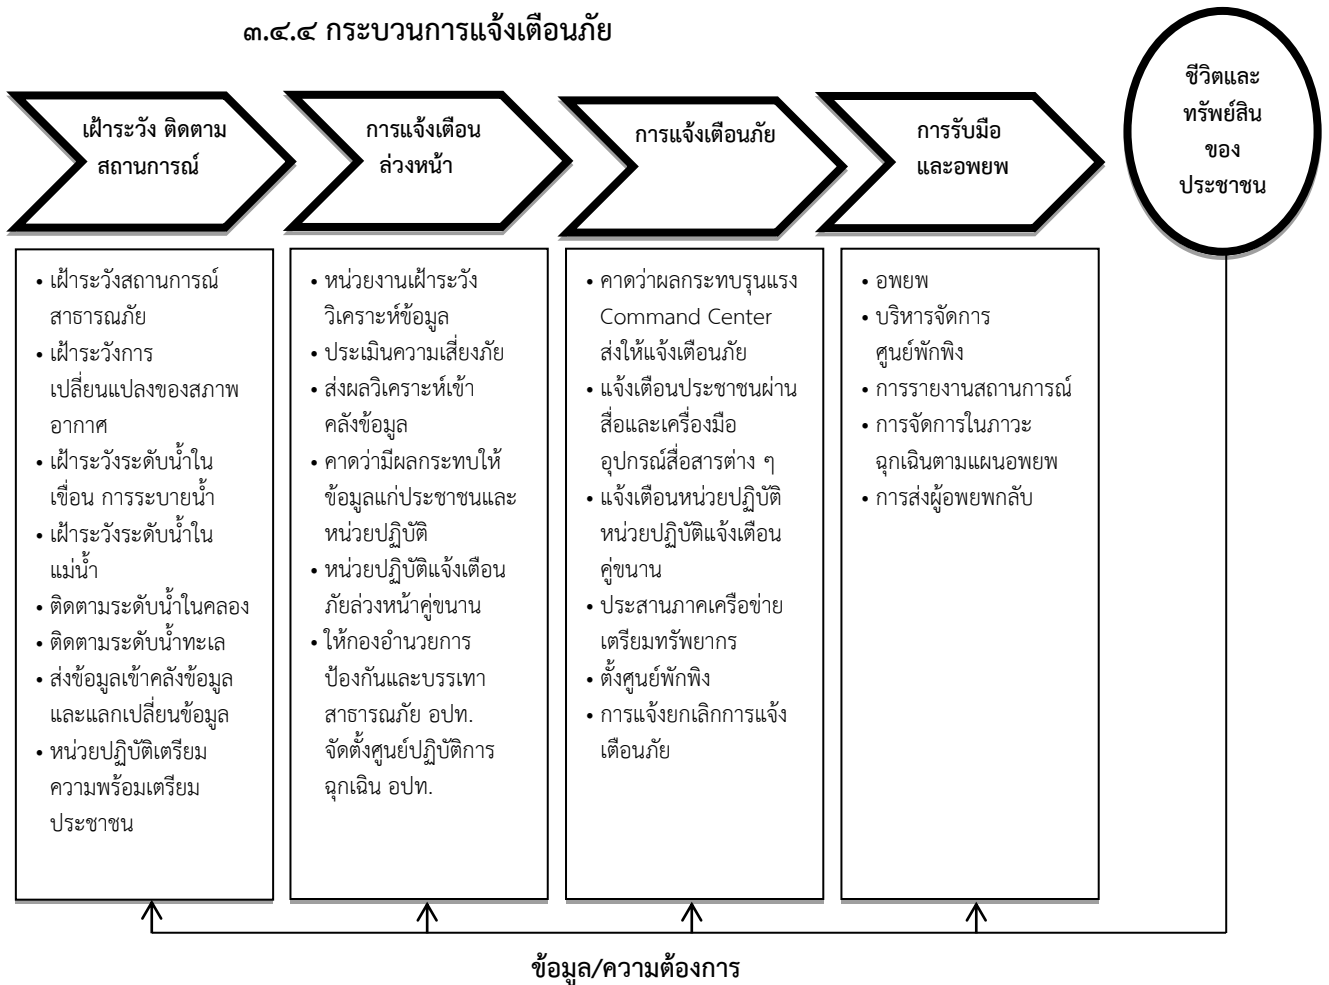 ๓.๔.๔ กระบวนการแจ้งเตือนภัย
เฝ้าระวัง ติดตาม
สถานการณ์
การแจ้งเตือน
ล่วงหน้า
การแจ้งเตือนภัย
การรับมือ
และอพยพ
ชีวิตและ
ทรัพย์สิน
ของ
ประชาชน
• เฝ้าระวังสถานการณ์
สาธารณภัย
• เฝ้าระวังการ
เปลี่ยนแปลงของสภาพ
อากาศ
• เฝ้าระวังระดับน้ำใน
เขื่อน การระบายน้ำ
• เฝ้าระวังระดับน้ำใน
แม่น้ำ
• ติดตามระดับน้ำในคลอง
• ติดตามระดับน้ำทะเล
• ส่งข้อมูลเข้าคลังข้อมูล
และแลกเปลี่ยนข้อมูล
• หน่วยปฏิบัติเตรียม
ความพร้อมเตรียม
ประชาชน
• หน่วยงานเฝ้าระวัง
วิเคราะห์ข้อมูล
• ประเมินความเสี่ยงภัย
• ส่งผลวิเคราะห์เข้า
คลังข้อมูล
• คาดว่ามีผลกระทบให้
ข้อมูลแก่ประชาชนและ
หน่วยปฏิบัติ
• หน่วยปฏิบัติแจ้งเตือน
ภัยล่วงหน้าคู่ขนาน
• ให้กองอำนวยการ
ป้องกันและบรรเทา
สาธารณภัย อปท.
จัดตั้งศูนย์ปฏิบัติการ
ฉุกเฉิน อปท.
• คาดว่าผลกระทบรุนแรง
Command Center
ส่งให้แจ้งเตือนภัย
• แจ้งเตือนประชาชนผ่าน
สื่อและเครื่องมือ
อุปกรณ์สื่อสารต่าง ๆ
• แจ้งเตือนหน่วยปฏิบัติ
หน่วยปฏิบัติแจ้งเตือน
คู่ขนาน
• ประสานภาคเครือข่าย
เตรียมทรัพยากร
• ตั้งศูนย์พักพิง
• การแจ้งยกเลิกการแจ้ง
เตือนภัย
• อพยพ
• บริหารจัดการ
ศูนย์พักพิง
• การรายงานสถานการณ์
• การจัดการในภาวะ
ฉุกเฉินตามแผนอพยพ
• การส่งผู้อพยพกลับ
ข้อมูล/ความต้องการ